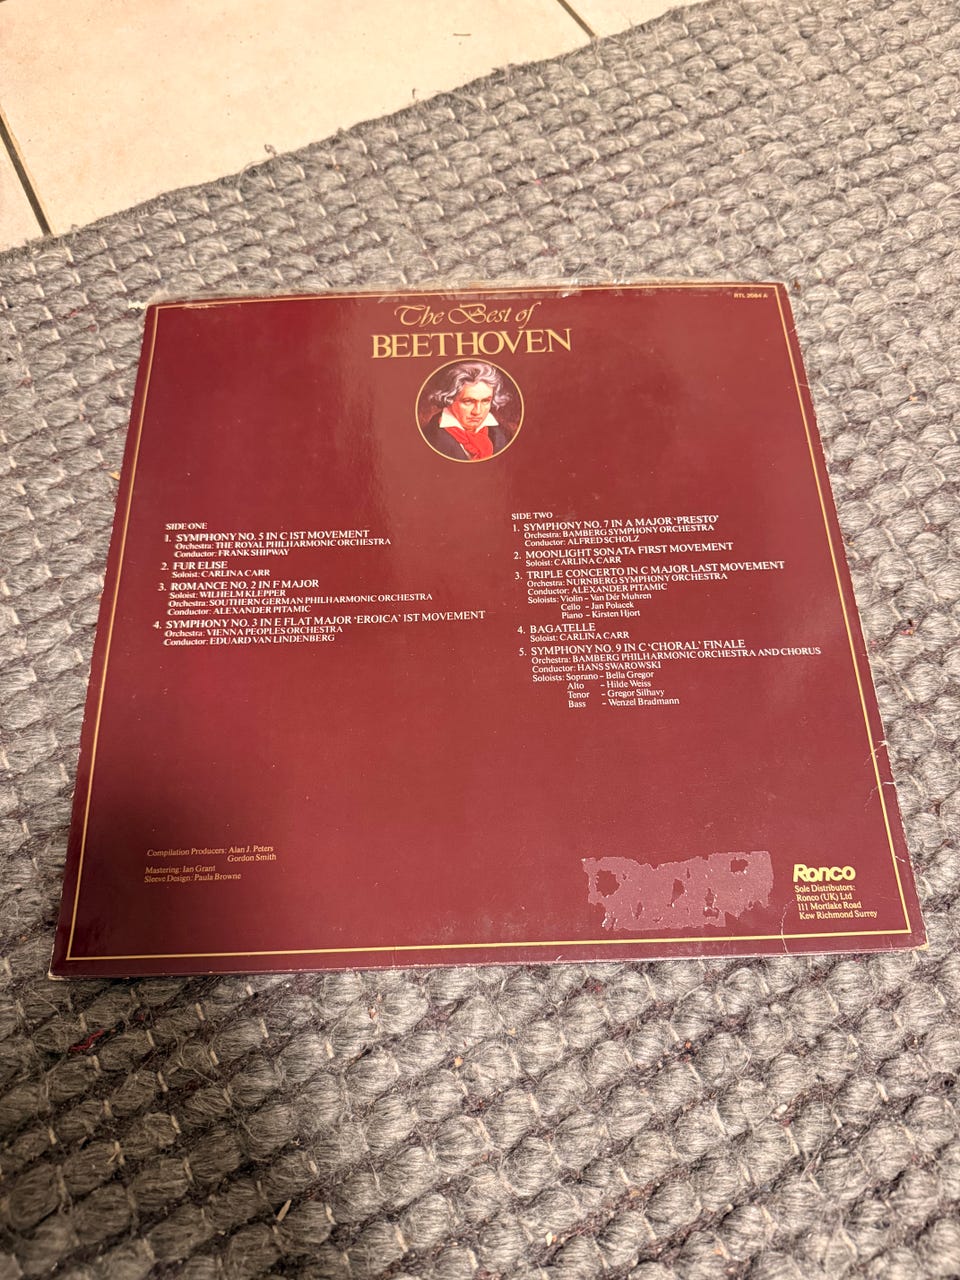 RTL 2084 A
The Best of
BEETHOVEN
SIDE ONE
1. SYMPHONY NO. 5 IN C 1ST MOVEMENT
Orchestra: THE ROYAL PHILHARMONIC ORCHESTRA
Conductor: FRANK SHIPWAY
2. FUR ELISE
Soloist: CARLINA CARR
3. ROMANCE NO. 2 IN F MAJOR
Soloist: WILHELM KLEPPER
Orchestra: SOUTHERN GERMAN PHILHARMONIC ORCHESTRA
Conductor: ALEXANDER PITAMIC
4. SYMPHONY NO. 3 IN E FLAT MAJOR ‘EROICA’ 1ST MOVEMENT
Orchestra: VIENNA PEOPLES ORCHESTRA
Conductor: EDUARD VAN LINDENBERG
SIDE TWO
1. SYMPHONY NO. 7 IN A MAJOR ‘PRESTO’
Orchestra: BAMBERG SYMPHONY ORCHESTRA
Conductor: ALFRED SCHOLZ
2. MOONLIGHT SONATA FIRST MOVEMENT
Soloist: CARLINA CARR
3. TRIPLE CONCERTO IN C MAJOR LAST MOVEMENT
Orchestra: NURNBERG SYMPHONY ORCHESTRA
Conductor: ALEXANDER PITAMIC
Soloists: Violin – Van Dér Muhren
Cello – Jan Polacek
Piano – Kirsten Hjort
4. BAGATELLE
Soloist: CARLINA CARR
5. SYMPHONY NO. 9 IN C ‘CHORAL’ FINALE
Orchestra: BAMBERG PHILHARMONIC ORCHESTRA AND CHORUS
Conductor: HANS SWAROWSKI
Soloists: Soprano – Bella Gregor
Alto – Hilde Weiss
Tenor – Gregor Silhavy
Bass – Wenzel Bradmann
Compilation Producers: Alan J. Peters
Gordon Smith
Mastering: Ian Grant
Sleeve Design: Paula Browne
Ronco
Sole Distributors:
Ronco (UK) Ltd
111 Mortlake Road
Kew Richmond Surrey